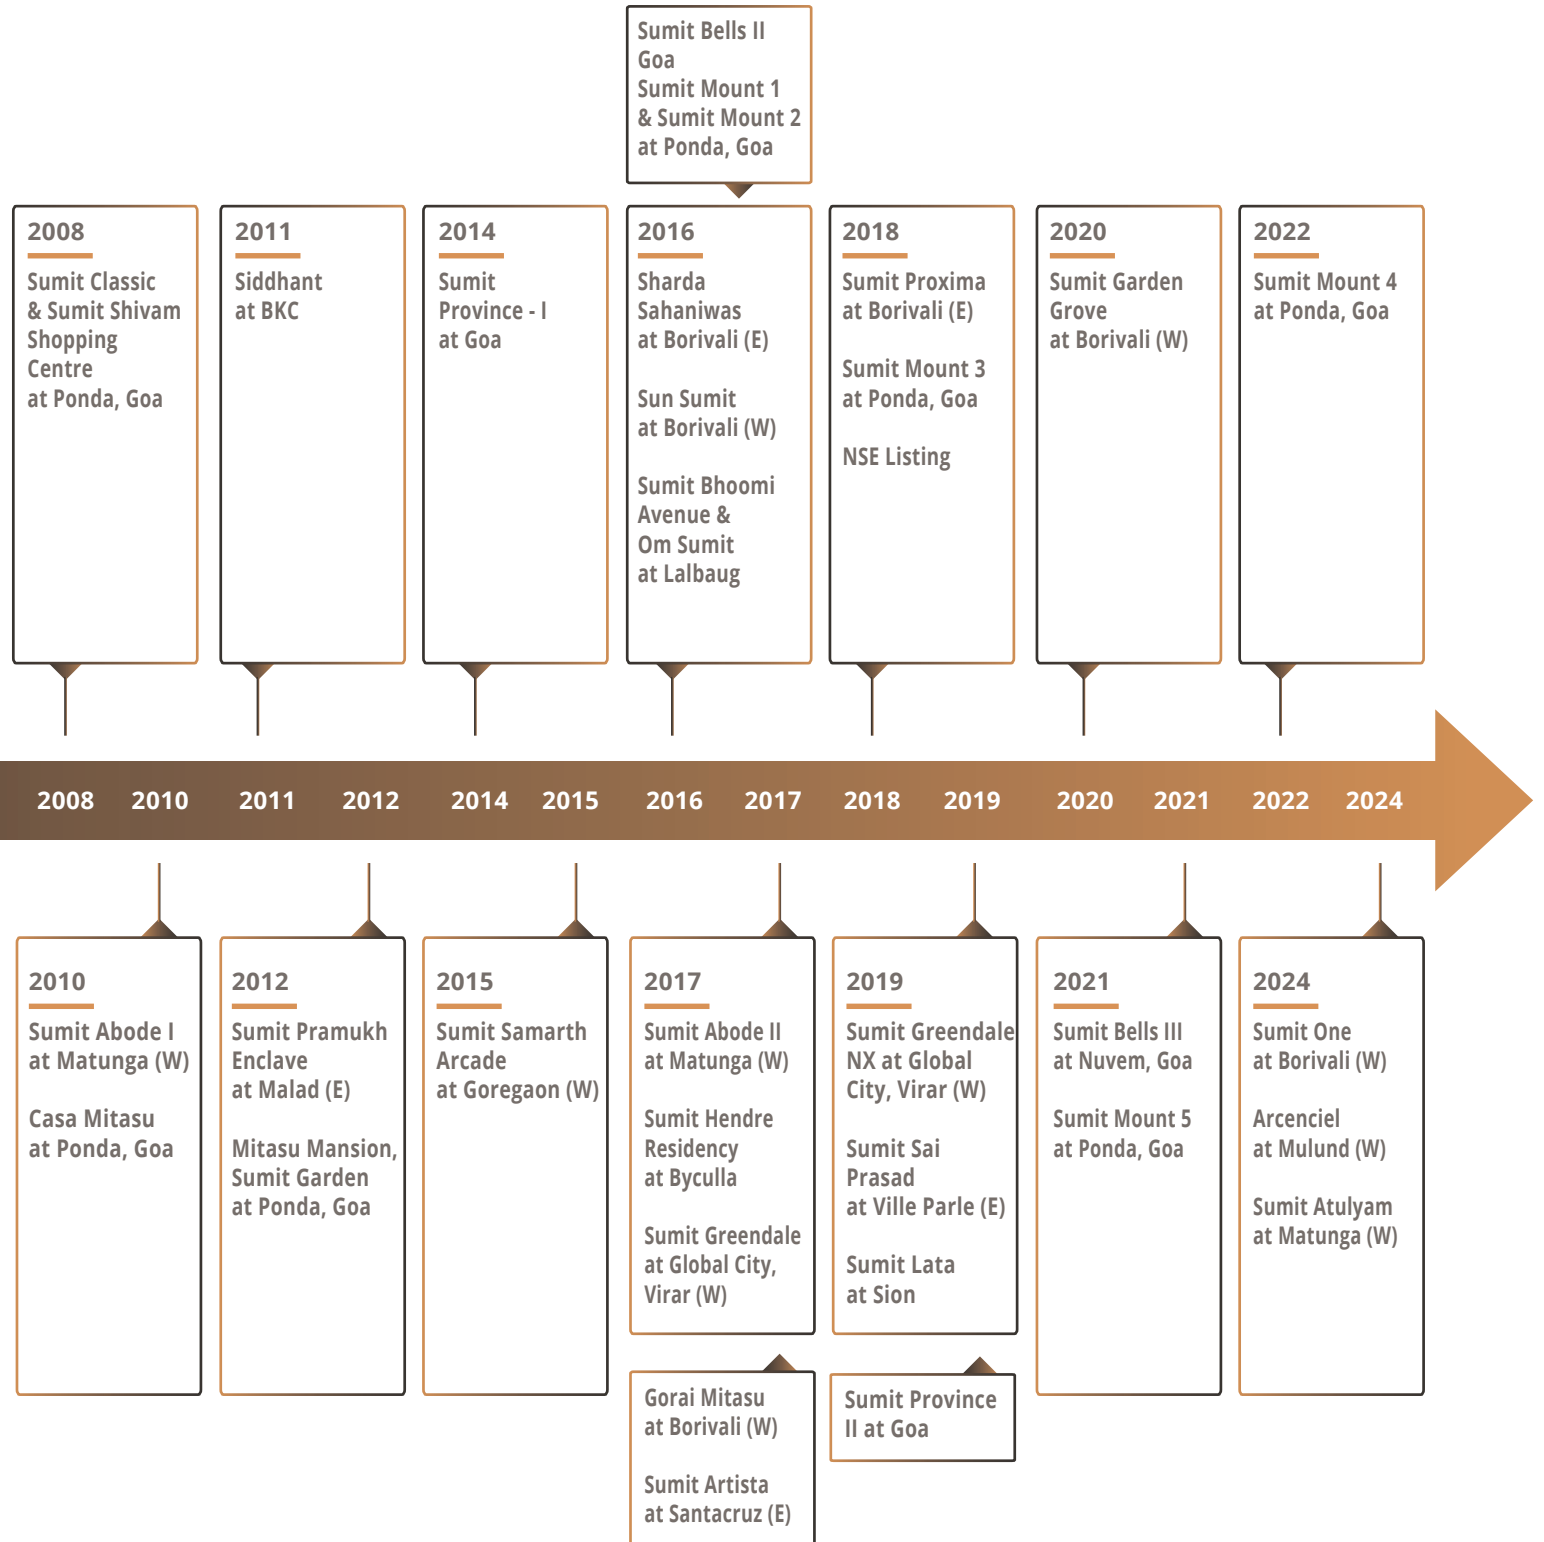 Sumit Bells II
Goa
Sumit Mount 1
& Sumit Mount 2
at Ponda, Goa
2008
Sumit Classic
& Sumit Shivam
Shopping
Centre
at Ponda, Goa
2011
Siddhant
at BKC
2014
Sumit
Province - I
at Goa
2016
Sharda
Sahaniwas
at Borivali (E)
Sun Sumit
at Borivali (W)
Sumit Bhoomi
Avenue &
Om Sumit
at Lalbaug
2018
Sumit Proxima
at Borivali (E)
Sumit Mount 3
at Ponda, Goa
NSE Listing
2020
Sumit Garden
Grove
at Borivali (W)
2022
Sumit Mount 4
at Ponda, Goa
2008 2010 2011 2012 2014 2015 2016 2017 2018 2019 2020 2021 2022 2024
2010
Sumit Abode I
at Matunga (W)
Casa Mitasu
at Ponda, Goa
2012
Sumit Pramukh
Enclave
at Malad (E)
Mitasu Mansion,
Sumit Garden
at Ponda, Goa
2015
Sumit Samarth
Arcade
at Goregaon (W)
2017
Sumit Abode II
at Matunga (W)
Sumit Hendre
Residency
at Byculla
Sumit Greendale
at Global City,
Virar (W)
Gorai Mitasu
at Borivali (W)
Sumit Artista
at Santacruz (E)
2019
Sumit Greendale
NX at Global
City, Virar (W)
Sumit Sai
Prasad
at Ville Parle (E)
Sumit Lata
at Sion
Sumit Province
II at Goa
2021
Sumit Bells III
at Nuvem, Goa
Sumit Mount 5
at Ponda, Goa
2024
Sumit One
at Borivali (W)
Arcenciel
at Mulund (W)
Sumit Atulyam
at Matunga (W)